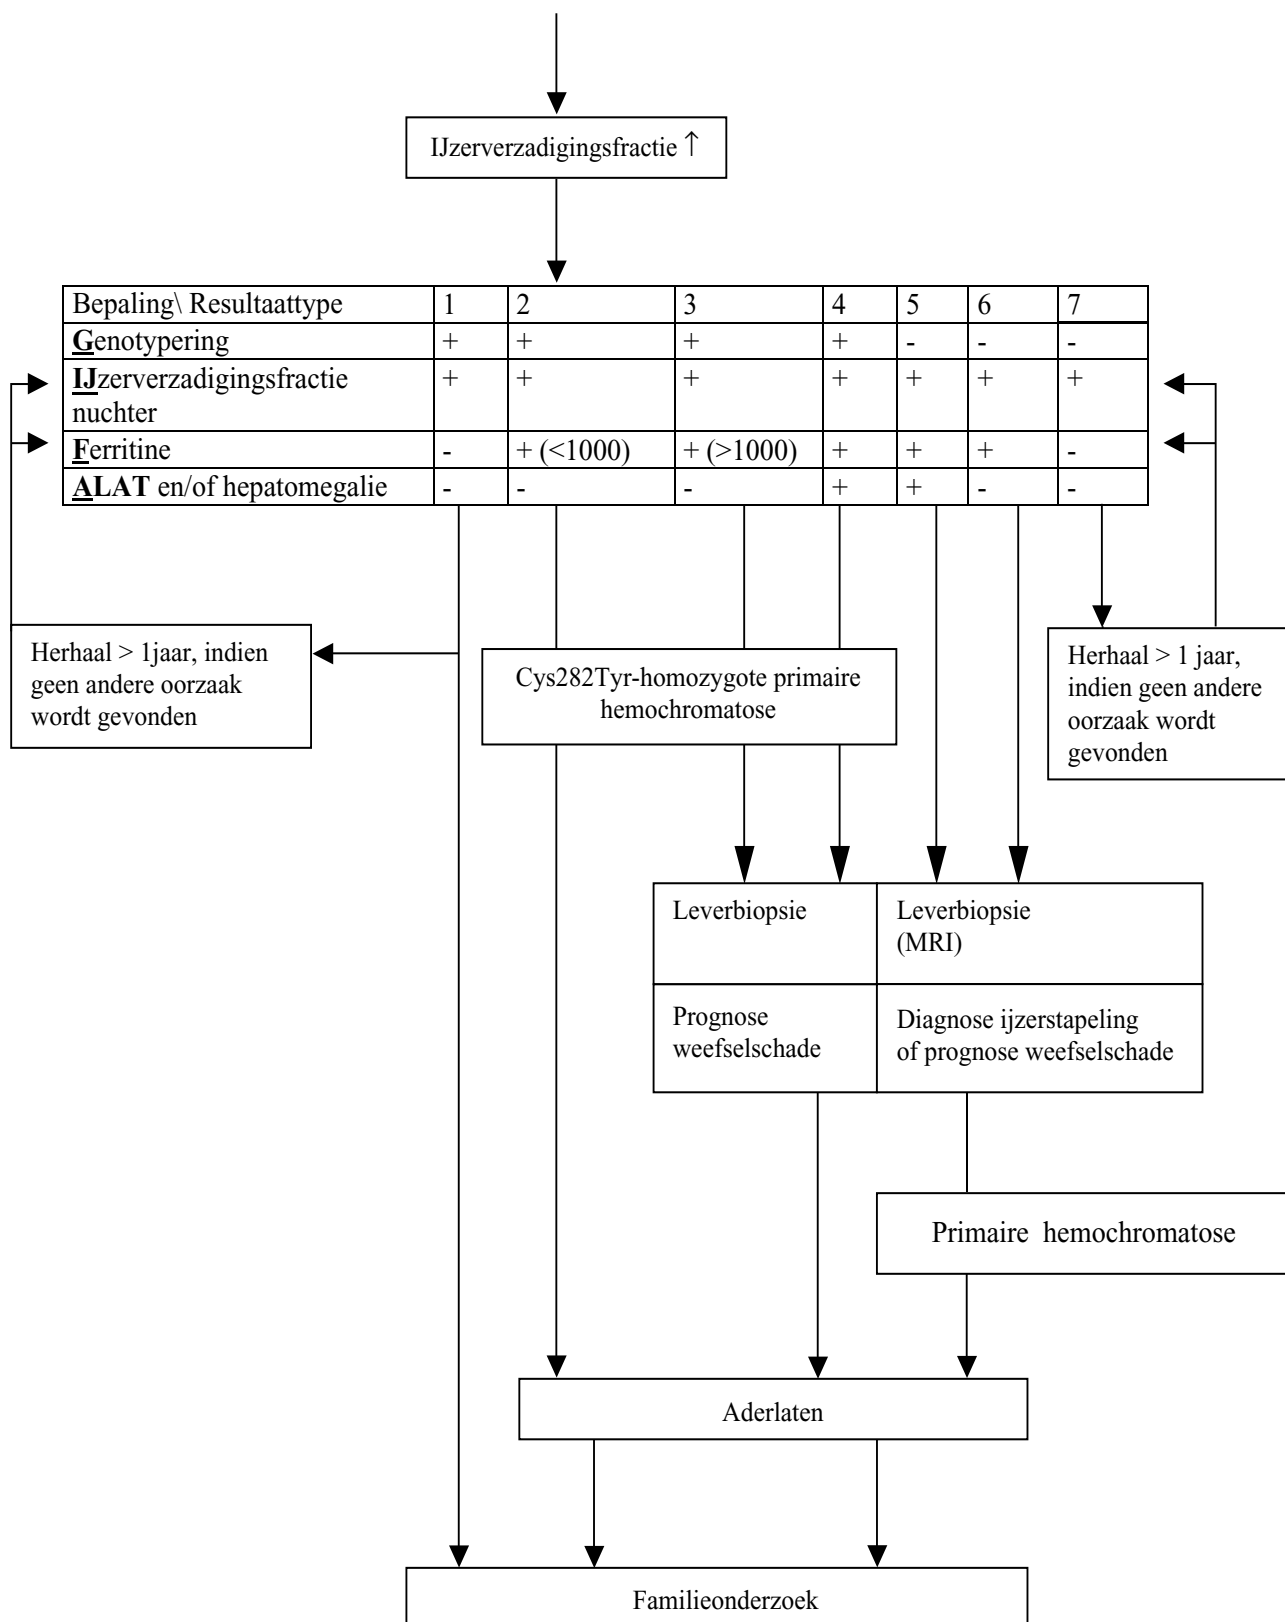 IJzerverzadigingsfractie ↑
Bepaling\ Resultaattype 1 2 3 4 5 6 7
Genotypering + + + + - - -
IJzerverzadigingsfractie + + + + + + +
nuchter
Ferritine - + (<1000) + (>1000) + + + -
ALAT en/of hepatomegalie - - - + + - -
Herhaal > 1jaar, indien
geen andere oorzaak
wordt gevonden
Cys282Tyr-homozygote primaire
hemochromatose
Herhaal > 1 jaar,
indien geen andere
oorzaak wordt
gevonden
Leverbiopsie
Leverbiopsie
(MRI)
Prognose
weefselschade
Diagnose ijzerstapeling
of prognose weefselschade
Primaire hemochromatose
Aderlaten
Familieonderzoek